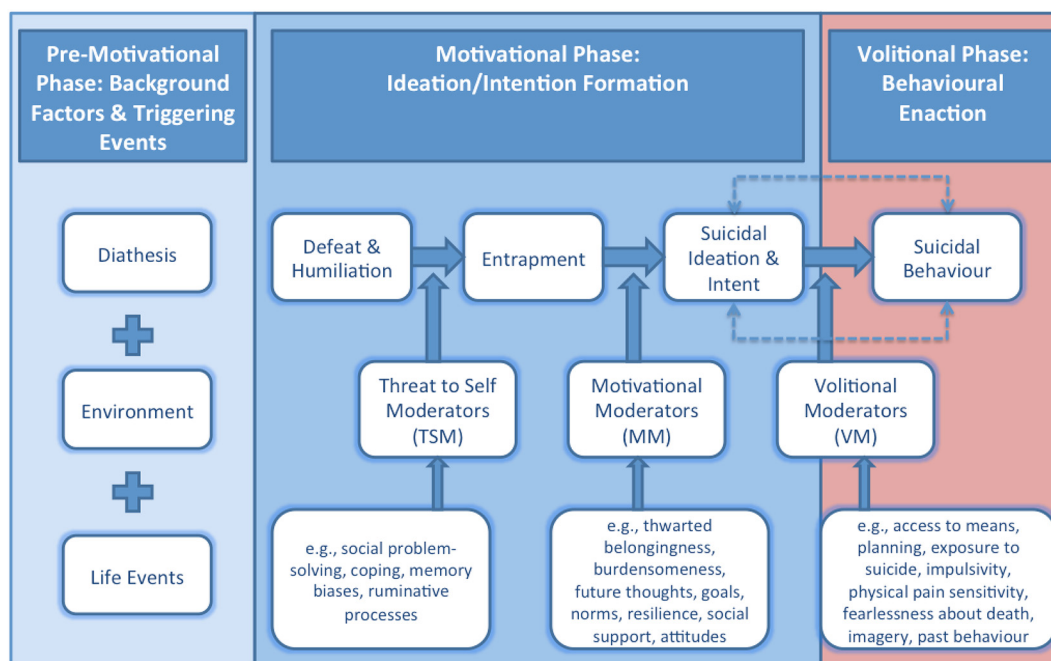 Pre-Motivational
Phase: Background
Factors & Triggering
Events
Motivational Phase:
Ideation/Intention Formation
Volitional Phase:
Behavioural
Enaction
Diathesis
Environment
Life Events
Defeat &
Humiliation
Entrapment
Suicidal
Ideation &
Intent
Suicidal
Behaviour
Threat to Self
Moderators
(TSM)
Motivational
Moderators
(MM)
Volitional
Moderators
(VM)
e.g., social problem-
solving, coping, memory
biases, ruminative
processes
e.g., thwarted
belongingness,
burdensomeness,
future thoughts, goals,
norms, resilience, social
support, attitudes
e.g., access to means,
planning, exposure to
suicide, impulsivity,
physical pain sensitivity,
fearlessness about death,
imagery, past behaviour